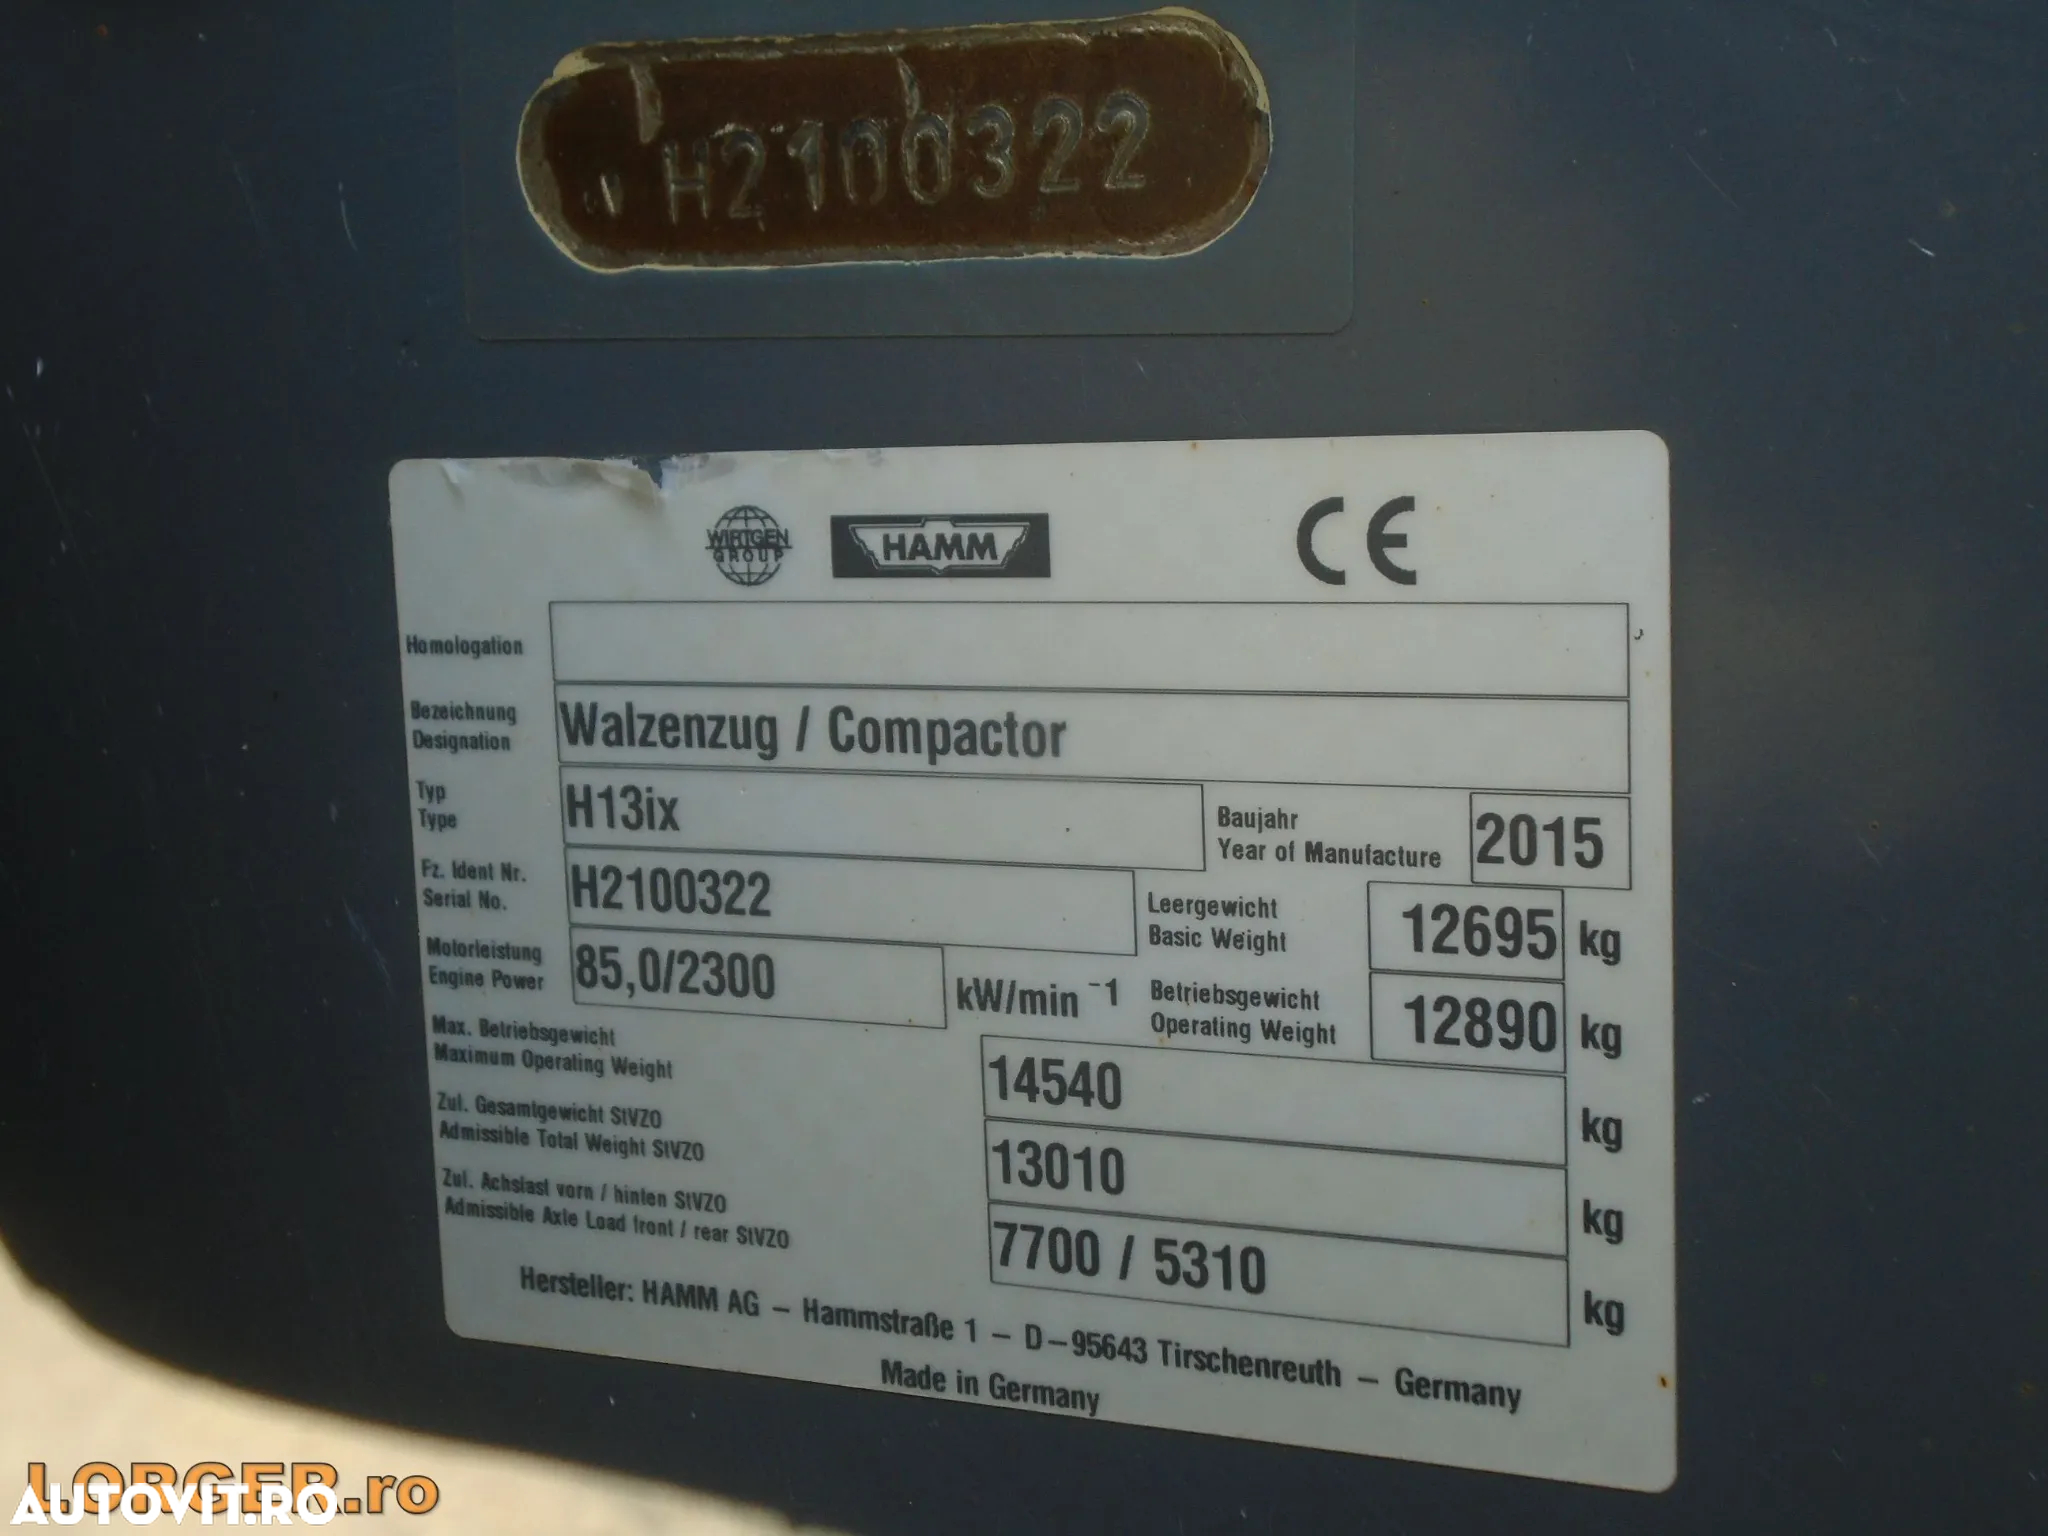 H2100322
WIRTGEN
GROUP
HAMM
CE
Homologation
Bezeichnung
Designation
Walzenzug / Compactor
Typ
Type
H13ix
Baujahr
Year of Manufacture
2015
Fz. Ident Nr.
Serial No.
H2100322
Leergewicht
Basic Weight
12695 kg
Motorleistung
Engine Power
85,0/2300 kW/min⁻¹
Betriebsgewicht
Operating Weight
12890 kg
Max. Betriebsgewicht
Maximum Operating Weight
14540 kg
Zul. Gesamtgewicht StVZO
Admissible Total Weight StVZO
13010 kg
Zul. Achslast vorn / hinten StVZO
Admissible Axle Load front / rear StVZO
7700 / 5310 kg
Hersteller: HAMM AG – Hammstraße 1 – D–95643 Tirschenreuth – Germany
Made in Germany
LORGER.ro
AUTOVIT.RO